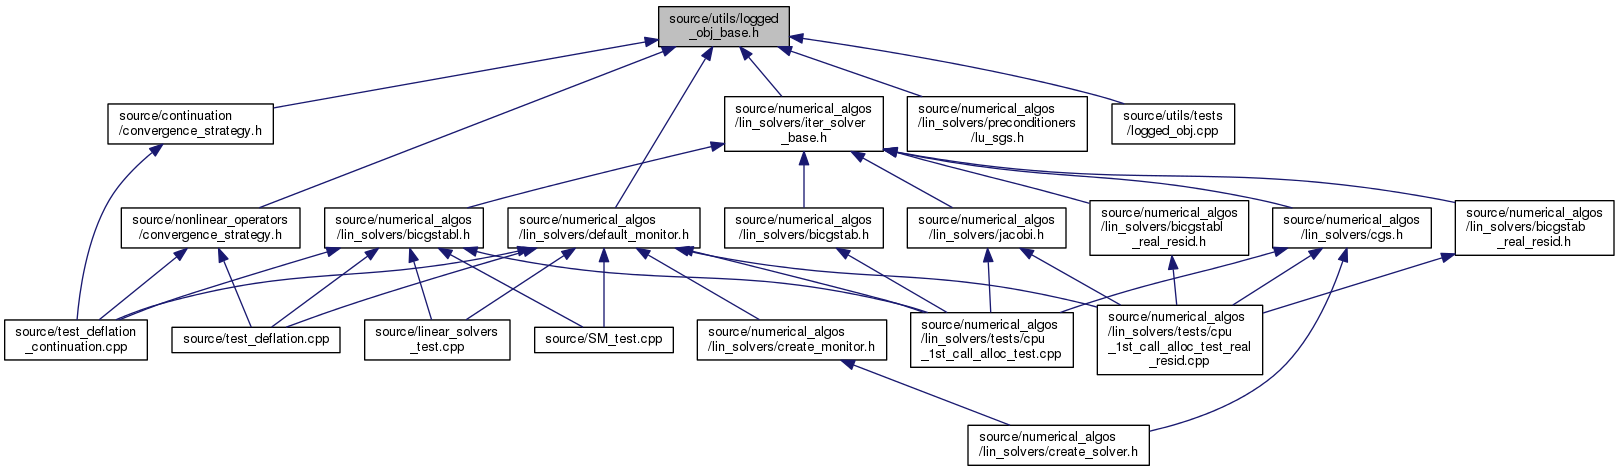 source/utils/logged
_obj_base.h
source/continuation
/convergence_strategy.h
source/numerical_algos
/lin_solvers/iter_solver
_base.h
source/numerical_algos
/lin_solvers/preconditioners
/lu_sgs.h
source/utils/tests
/logged_obj.cpp
source/nonlinear_operators
/convergence_strategy.h
source/numerical_algos
/lin_solvers/bicgstabl.h
source/numerical_algos
/lin_solvers/default_monitor.h
source/numerical_algos
/lin_solvers/bicgstab.h
source/numerical_algos
/lin_solvers/jacobi.h
source/numerical_algos
/lin_solvers/bicgstabl
_real_resid.h
source/numerical_algos
/lin_solvers/cgs.h
source/numerical_algos
/lin_solvers/bicgstab
_real_resid.h
source/test_deflation
_continuation.cpp
source/test_deflation.cpp
source/linear_solvers
_test.cpp
source/SM_test.cpp
source/numerical_algos
/lin_solvers/create_monitor.h
source/numerical_algos
/lin_solvers/tests/cpu
_1st_call_alloc_test.cpp
source/numerical_algos
/lin_solvers/tests/cpu
_1st_call_alloc_test_real
_resid.cpp
source/numerical_algos
/lin_solvers/create_solver.h